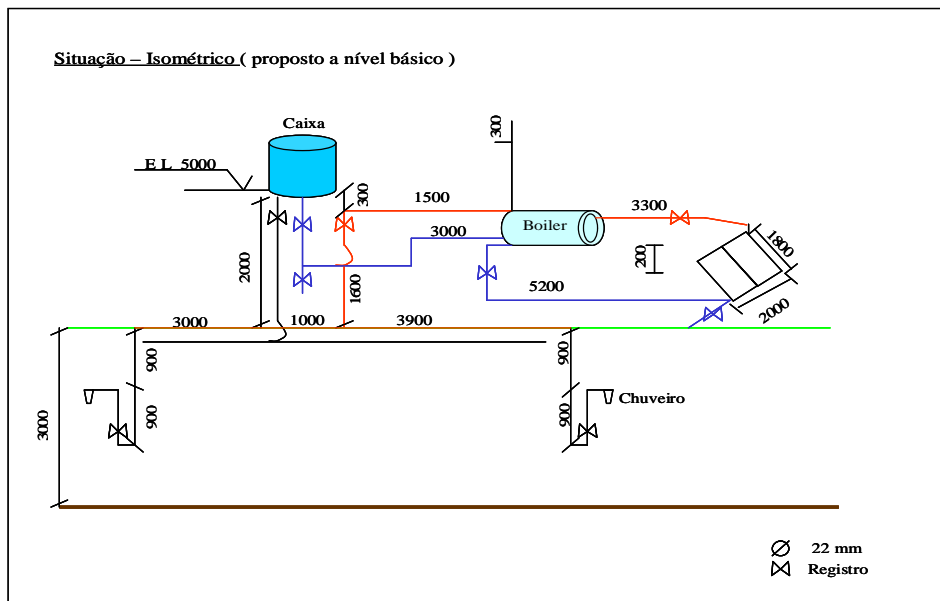 Situação – Isométrico ( proposto a nível básico )
Caixa
300
E L 5000
300
1500
3300
Boiler
3000
1800
200
2000
5200
1600
2000
3000
1000
3900
900
900
900
900
Chuveiro
3000
22 mm
Registro